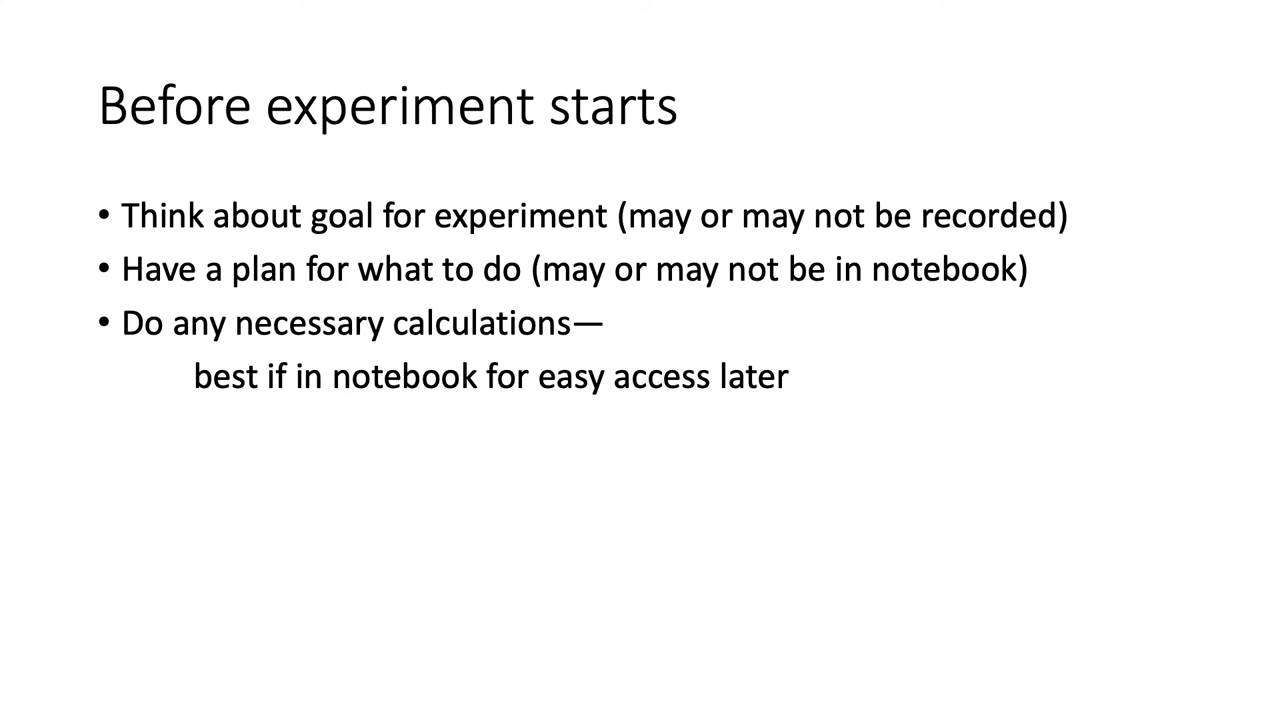 Before experiment starts
• Think about goal for experiment (may or may not be recorded)
• Have a plan for what to do (may or may not be in notebook)
• Do any necessary calculations—
best if in notebook for easy access later